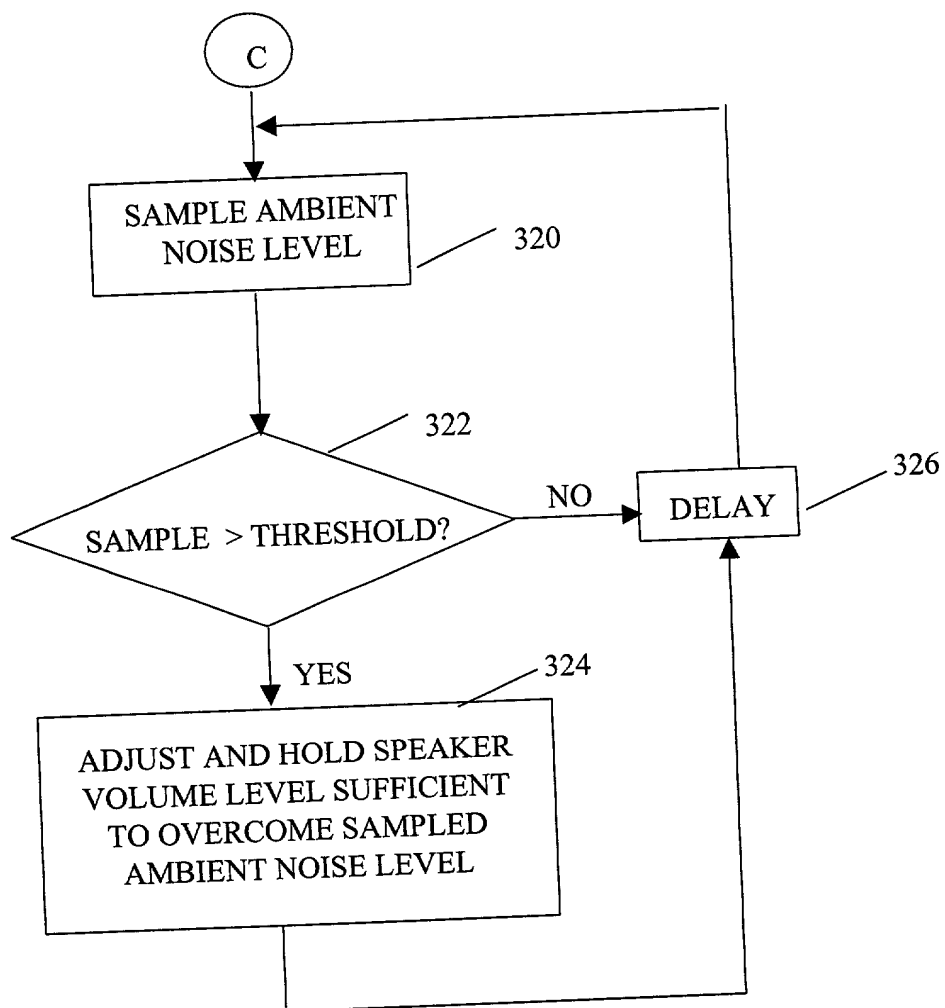 C
SAMPLE AMBIENT
NOISE LEVEL
320
322
SAMPLE > THRESHOLD?
NO
DELAY
326
YES
324
ADJUST AND HOLD SPEAKER
VOLUME LEVEL SUFFICIENT
TO OVERCOME SAMPLED
AMBIENT NOISE LEVEL